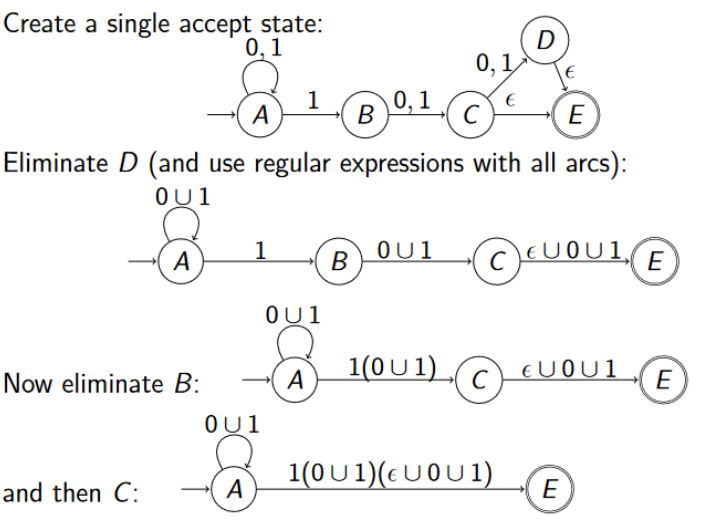 Create a single accept state:
D
0, 1
0, 1
ϵ
A
1
B
0, 1
C
ϵ
E
Eliminate D (and use regular expressions with all arcs):
0 ∪ 1
A
1
B
0 ∪ 1
C
ϵ ∪ 0 ∪ 1
E
0 ∪ 1
Now eliminate B:
A
1(0 ∪ 1)
C
ϵ ∪ 0 ∪ 1
E
0 ∪ 1
and then C:
A
1(0 ∪ 1)(ϵ ∪ 0 ∪ 1)
E